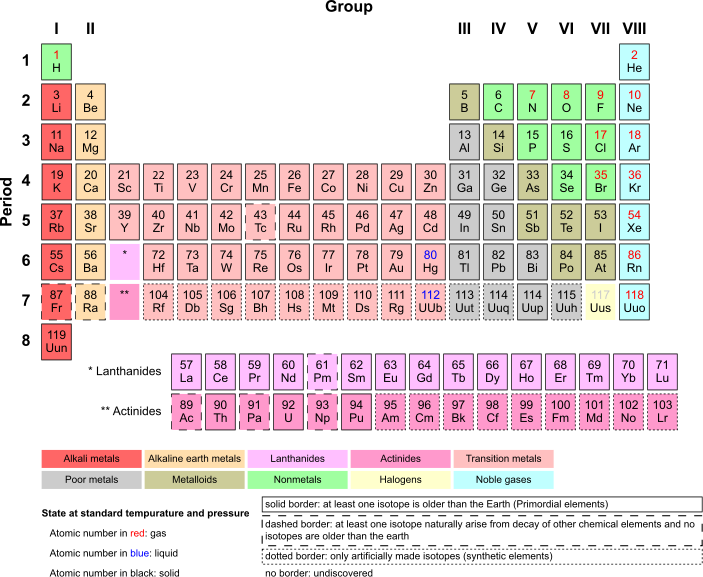 Group
I II III IV V VI VII VIII
Period
1
1 2
H He
2
3 4 5 6 7 8 9 10
Li Be B C N O F Ne
3
11 12 13 14 15 16 17 18
Na Mg Al Si P S Cl Ar
4
19 20 21 22 23 24 25 26 27 28 29 30 31 32 33 34 35 36
K Ca Sc Ti V Cr Mn Fe Co Ni Cu Zn Ga Ge As Se Br Kr
5
37 38 39 40 41 42 43 44 45 46 47 48 49 50 51 52 53 54
Rb Sr Y Zr Nb Mo Tc Ru Rh Pd Ag Cd In Sn Sb Te I Xe
6
55 56 * 72 73 74 75 76 77 78 79 80 81 82 83 84 85 86
Cs Ba Hf Ta W Re Os Ir Pt Au Hg Tl Pb Bi Po At Rn
7
87 88 ** 104 105 106 107 108 109 110 111 112 113 114 114 116 117 118
Fr Ra Rf Db Sg Bh Hs Mt Ds Rg UUb Uut Uuq Uup Uuh Uus Uuo
8
119
Uun
* Lanthanides
57 58 59 60 61 62 63 64 65 66 67 68 69 70 71
La Ce Pr Nd Pm Sm Eu Gd Tb Dy Ho Er Tm Yb Lu
** Actinides
89 90 91 92 93 94 95 96 97 98 99 100 101 102 103
Ac Th Pa U Np Pu Am Cm Bk Cf Es Fm Md No Lr
Alkali metals Alkaline earth metals Lanthanides Actinides Transition metals
Poor metals Metalloids Nonmetals Halogens Noble gases
State at standard tempurature and pressure
Atomic number in red: gas
Atomic number in blue: liquid
Atomic number in black: solid
solid border: at least one isotope is older than the Earth (Primordial elements)
dashed border: at least one isotope naturally arise from decay of other chemical elements and no
isotopes are older than the earth
dotted border: only artificially made isotopes (synthetic elements)
no border: undiscovered